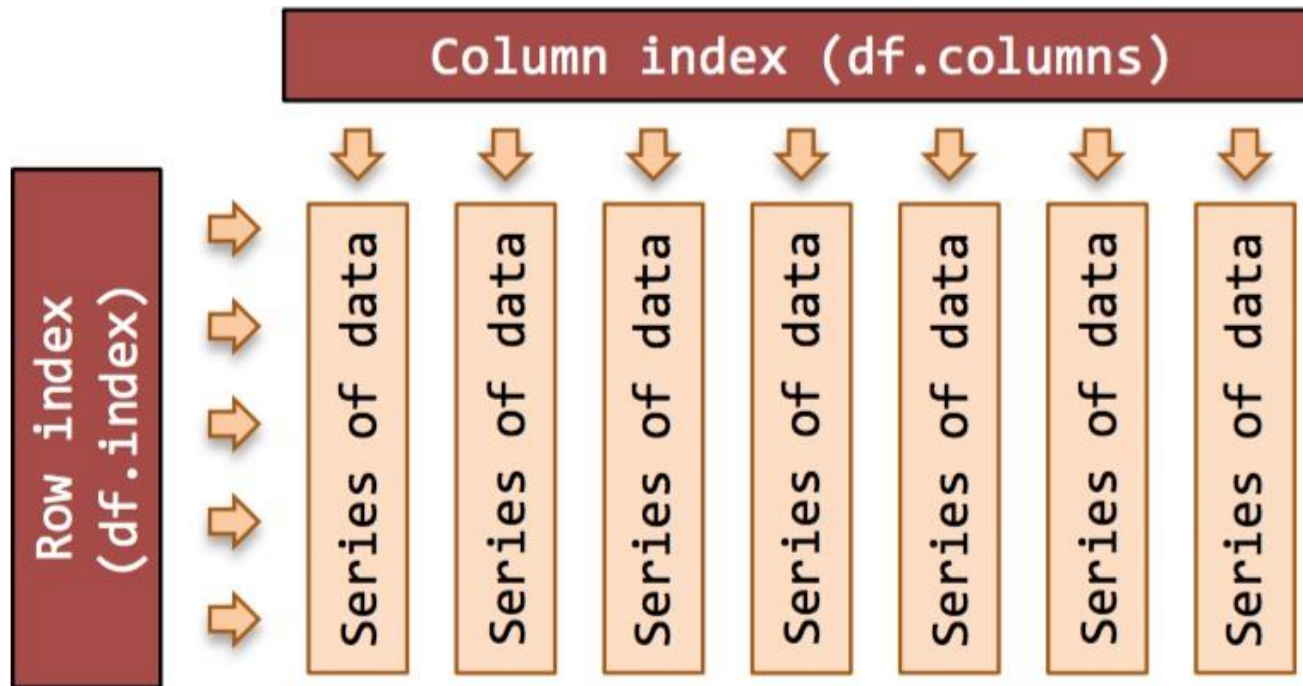 Column index (df.columns)
Row index
(df.index)
Series of data
Series of data
Series of data
Series of data
Series of data
Series of data
Series of data